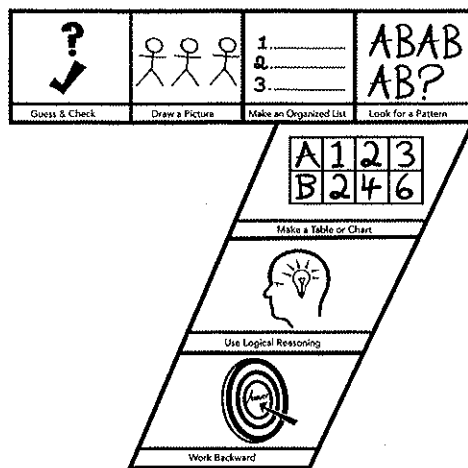 ?
1.
2.
3.
ABAB
AB?
Guess & Check
Draw a Picture
Make an Organized List
Look for a Pattern
A 1 2 3
B 2 4 6
Make a Table or Chart
Use Logical Reasoning
Answer
Work Backward